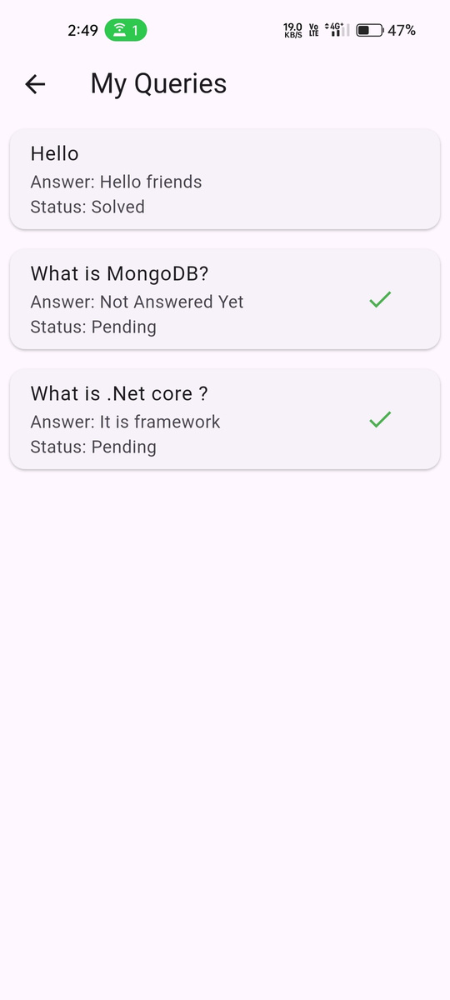 2:49 1 19.0 KB/S Vo LTE 4G+ 47%
My Queries
Hello
Answer: Hello friends
Status: Solved
What is MongoDB?
Answer: Not Answered Yet
Status: Pending
What is .Net core ?
Answer: It is framework
Status: Pending